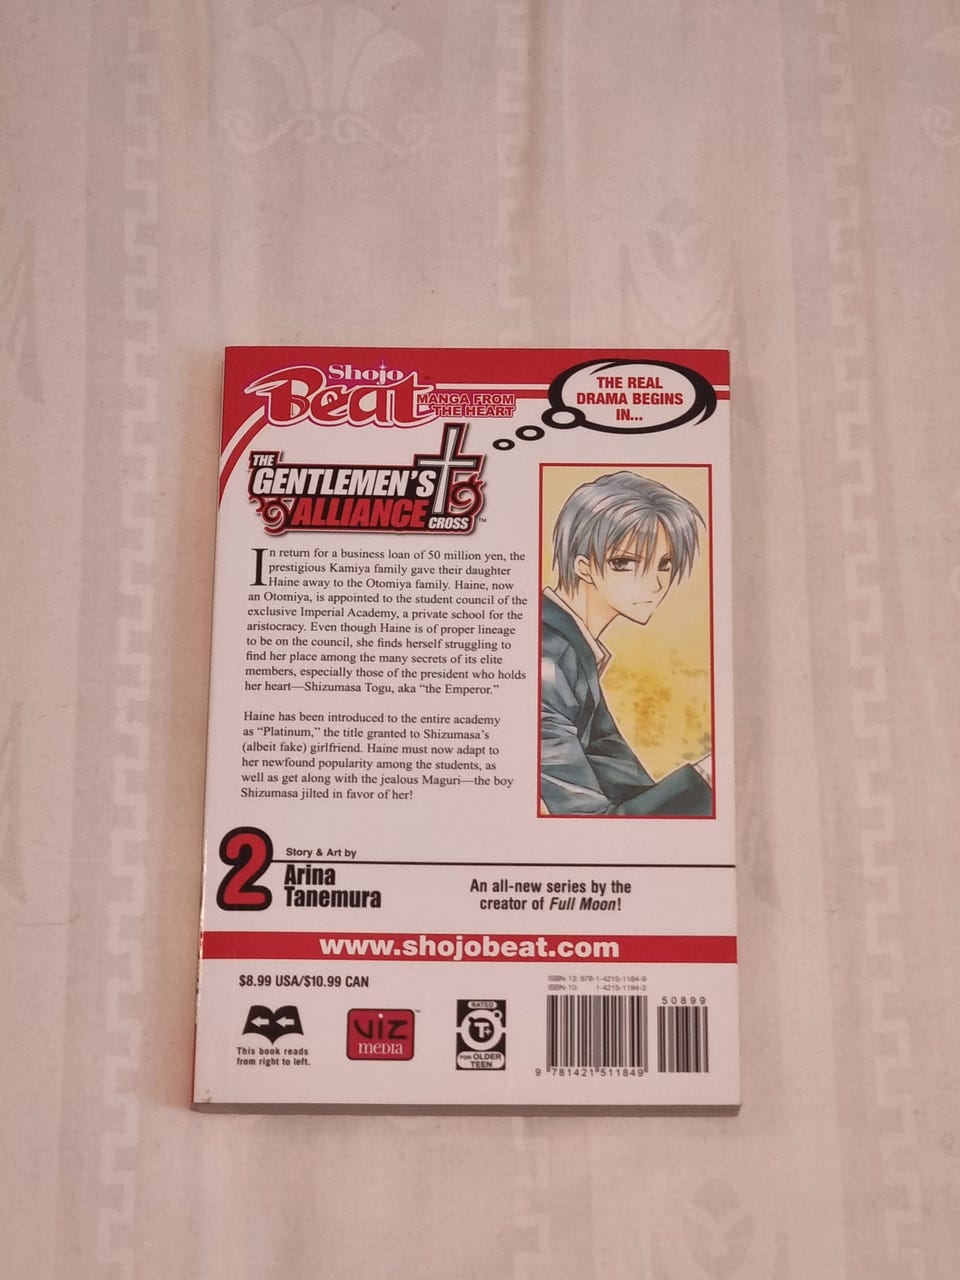 Shojo
Beat™
MANGA FROM
THE HEART
THE REAL
DRAMA BEGINS
IN...
THE
GENTLEMEN'S
ALLIANCE
CROSS™
In return for a business loan of 50 million yen, the
prestigious Kamiya family gave their daughter
Haine away to the Otomiya family. Haine, now
an Otomiya, is appointed to the student council of the
exclusive Imperial Academy, a private school for the
aristocracy. Even though Haine is of proper lineage
to be on the council, she finds herself struggling to
find her place among the many secrets of its elite
members, especially those of the president who holds
her heart—Shizumasa Togu, aka “the Emperor.”
Haine has been introduced to the entire academy
as “Platinum,” the title granted to Shizumasa’s
(albeit fake) girlfriend. Haine must now adapt to
her newfound popularity among the students, as
well as get along with the jealous Maguri—the boy
Shizumasa jilted in favor of her!
2
Story & Art by
Arina
Tanemura
An all-new series by the
creator of Full Moon!
www.shojobeat.com
$8.99 USA/$10.99 CAN
This book reads
from right to left.
VIZ
MEDIA™
RATED
T+
FOR OLDER
TEEN
ISBN-13: 978-1-4215-1184-9
ISBN-10: 1-4215-1184-3
50899
9 781421 511849